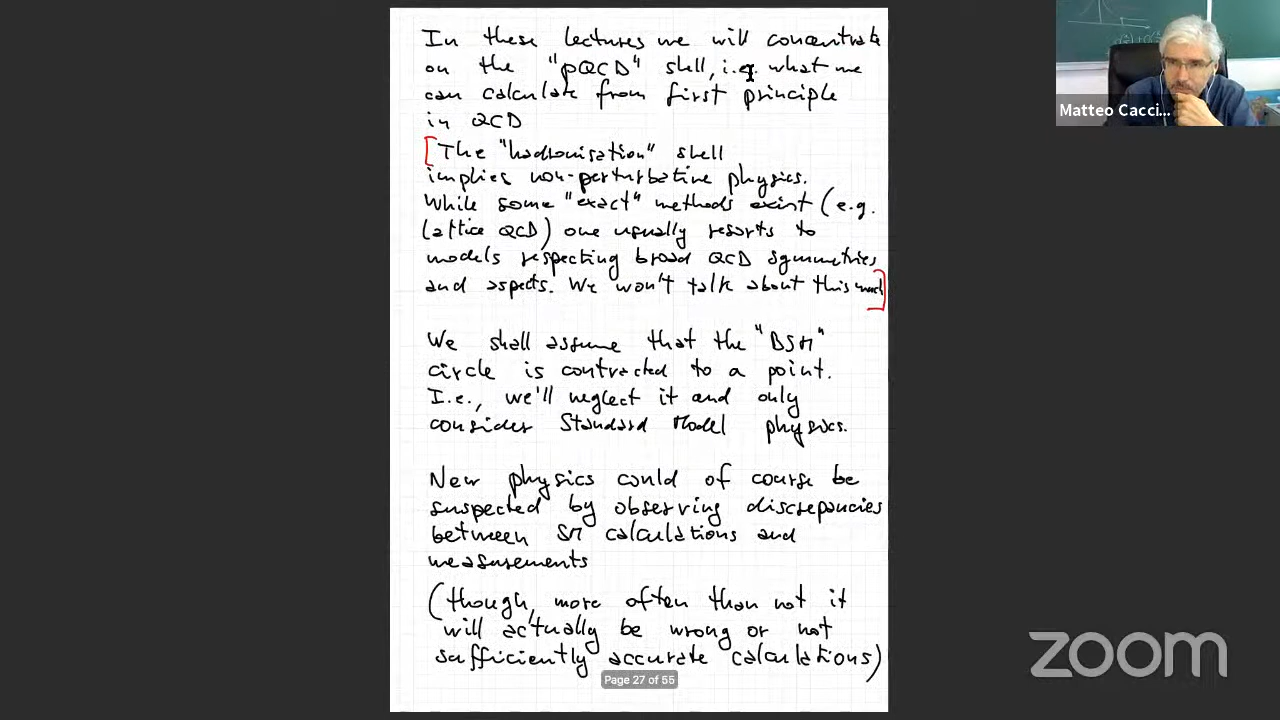 In these lectures we will concentrate
on the "pQCD" shell, i.e. what we
can calculate from first principle
in QCD
[The "hadronisation" shell
implies non-perturbative physics.
While some "exact" methods exist (e.g.
lattice QCD) one usually resorts to
models respecting broad QCD symmetries
and aspects. We won't talk about this much]
We shall assume that the "BSM"
circle is contracted to a point.
I.e., we'll neglect it and only
consider Standard Model physics.
New physics could of course be
suspected by observing discrepancies
between SM calculations and
measurements
(though, more often than not it
will actually be wrong or not
sufficiently accurate calculations)
Page 27 of 55
Matteo Cacci...
zoom